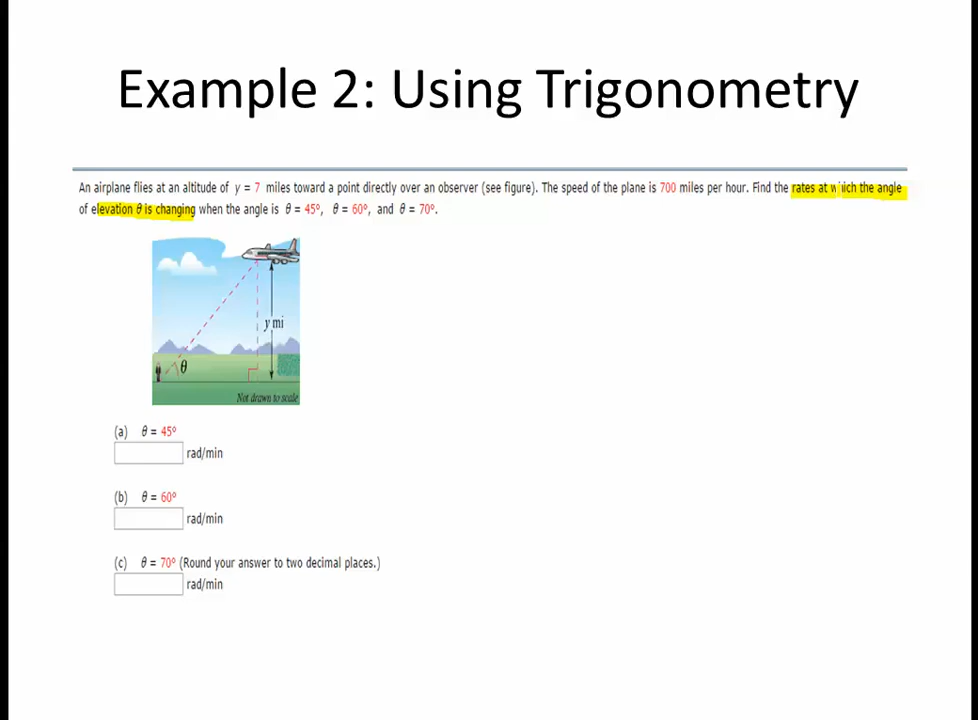 Example 2: Using Trigonometry
An airplane flies at an altitude of y = 7 miles toward a point directly over an observer (see figure). The speed of the plane is 700 miles per hour. Find the rates at which the angle
of elevation θ is changing when the angle is θ = 45°, θ = 60°, and θ = 70°.
y mi
θ
Not drawn to scale
(a) θ = 45°
rad/min
(b) θ = 60°
rad/min
(c) θ = 70° (Round your answer to two decimal places.)
rad/min